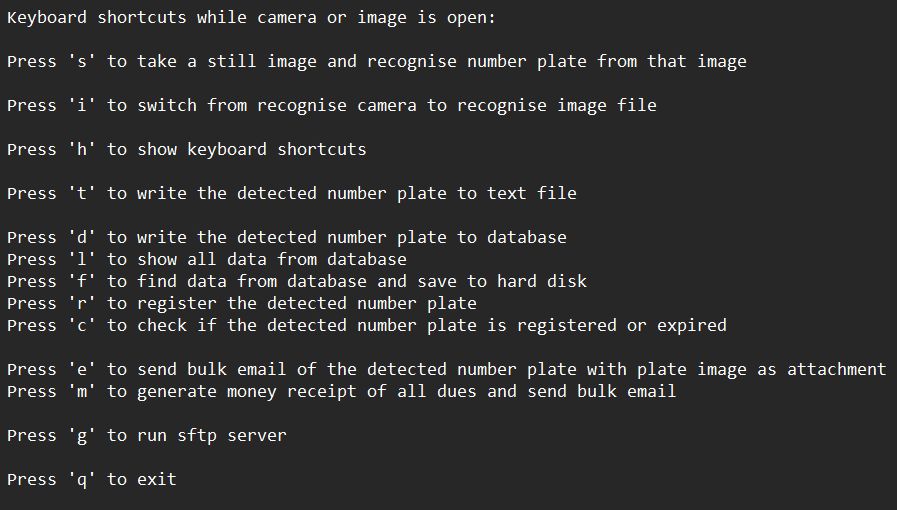 Keyboard shortcuts while camera or image is open:
Press 's' to take a still image and recognise number plate from that image
Press 'i' to switch from recognise camera to recognise image file
Press 'h' to show keyboard shortcuts
Press 't' to write the detected number plate to text file
Press 'd' to write the detected number plate to database
Press 'l' to show all data from database
Press 'f' to find data from database and save to hard disk
Press 'r' to register the detected number plate
Press 'c' to check if the detected number plate is registered or expired
Press 'e' to send bulk email of the detected number plate with plate image as attachment
Press 'm' to generate money receipt of all dues and send bulk email
Press 'g' to run sftp server
Press 'q' to exit